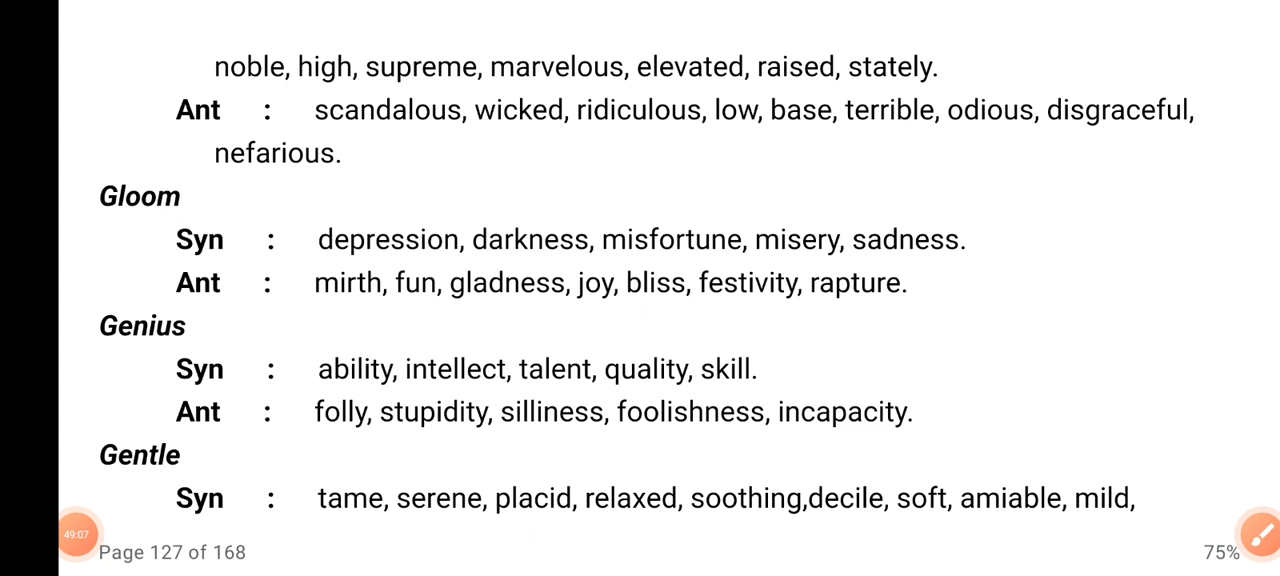 noble, high, supreme, marvelous, elevated, raised, stately.
Ant : scandalous, wicked, ridiculous, low, base, terrible, odious, disgraceful,
nefarious.
Gloom
Syn : depression, darkness, misfortune, misery, sadness.
Ant : mirth, fun, gladness, joy, bliss, festivity, rapture.
Genius
Syn : ability, intellect, talent, quality, skill.
Ant : folly, stupidity, silliness, foolishness, incapacity.
Gentle
Syn : tame, serene, placid, relaxed, soothing,decile, soft, amiable, mild,
49:07
Page 127 of 168 75%